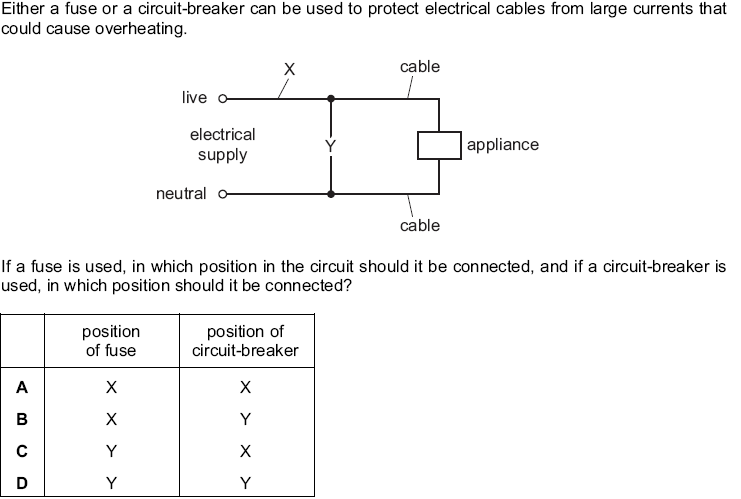 Either a fuse or a circuit-breaker can be used to protect electrical cables from large currents that
could cause overheating.
X
cable
live
electrical
supply
Y
appliance
neutral
cable
If a fuse is used, in which position in the circuit should it be connected, and if a circuit-breaker is
used, in which position should it be connected?
position of fuse	position of circuit-breaker
A	X	X
B	X	Y
C	Y	X
D	Y	Y